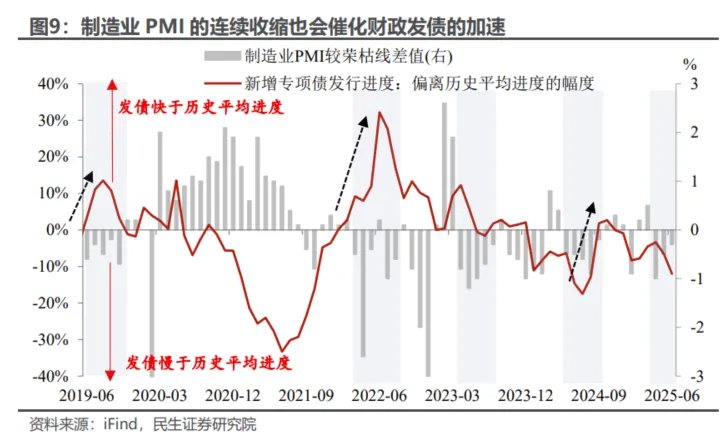 图9：制造业 PMI 的连续收缩也会催化财政发债的加速
制造业PMI较荣枯线差值(右)
新增专项债发行进度：偏离历史平均进度的幅度
%
40%
30%
20%
10%
0%
-10%
-20%
-30%
-40%
发债快于历史平均进度
发债慢于历史平均进度
3
2
1
0
-1
-2
-3
2019-06 2020-03 2020-12 2021-09 2022-06 2023-03 2023-12 2024-09 2025-06
资料来源：iFind，民生证券研究院